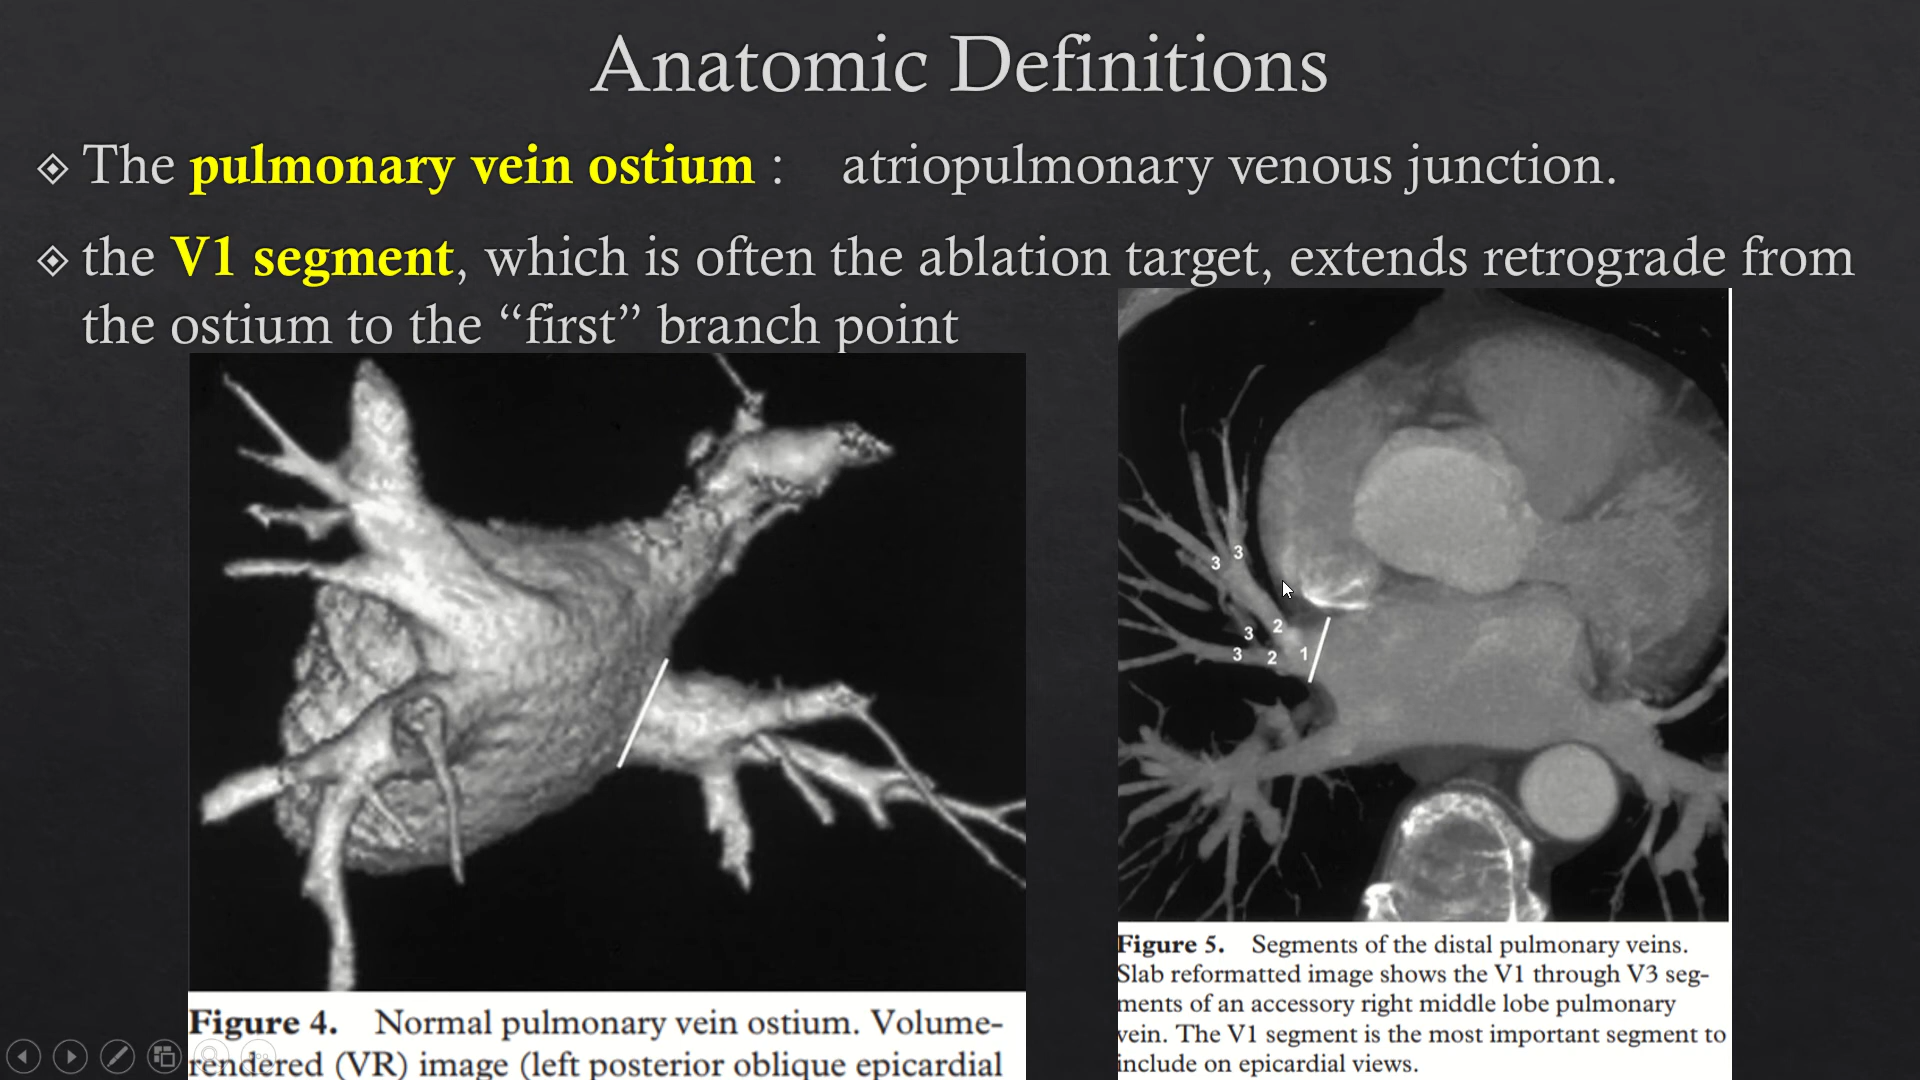 Anatomic Definitions
The pulmonary vein ostium : atriopulmonary venous junction.
the V1 segment, which is often the ablation target, extends retrograde from
the ostium to the “first” branch point
3
3
2
3
3
2
1
Figure 4. Normal pulmonary vein ostium. Volume-
rendered (VR) image (left posterior oblique epicardial
Figure 5. Segments of the distal pulmonary veins.
Slab reformatted image shows the V1 through V3 seg-
ments of an accessory right middle lobe pulmonary
vein. The V1 segment is the most important segment to
include on epicardial views.